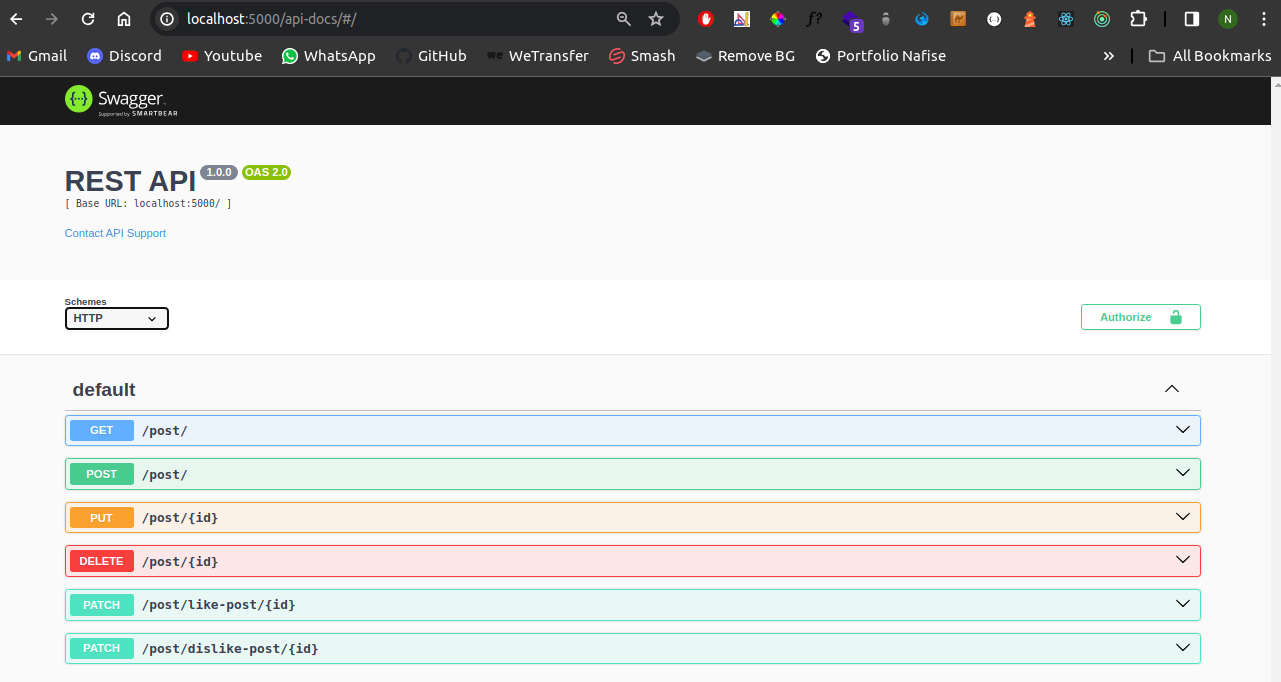 localhost:5000/api-docs/#/
f?
5
N
Gmail
Discord
Youtube
WhatsApp
GitHub
we WeTransfer
Smash
Remove BG
Portfolio Nafise
»
All Bookmarks
{...} Swagger
Supported by SMARTBEAR
REST API 1.0.0 OAS 2.0
[ Base URL: localhost:5000/ ]
Contact API Support
Schemes
HTTP
Authorize
default
GET /post/
POST /post/
PUT /post/{id}
DELETE /post/{id}
PATCH /post/like-post/{id}
PATCH /post/dislike-post/{id}